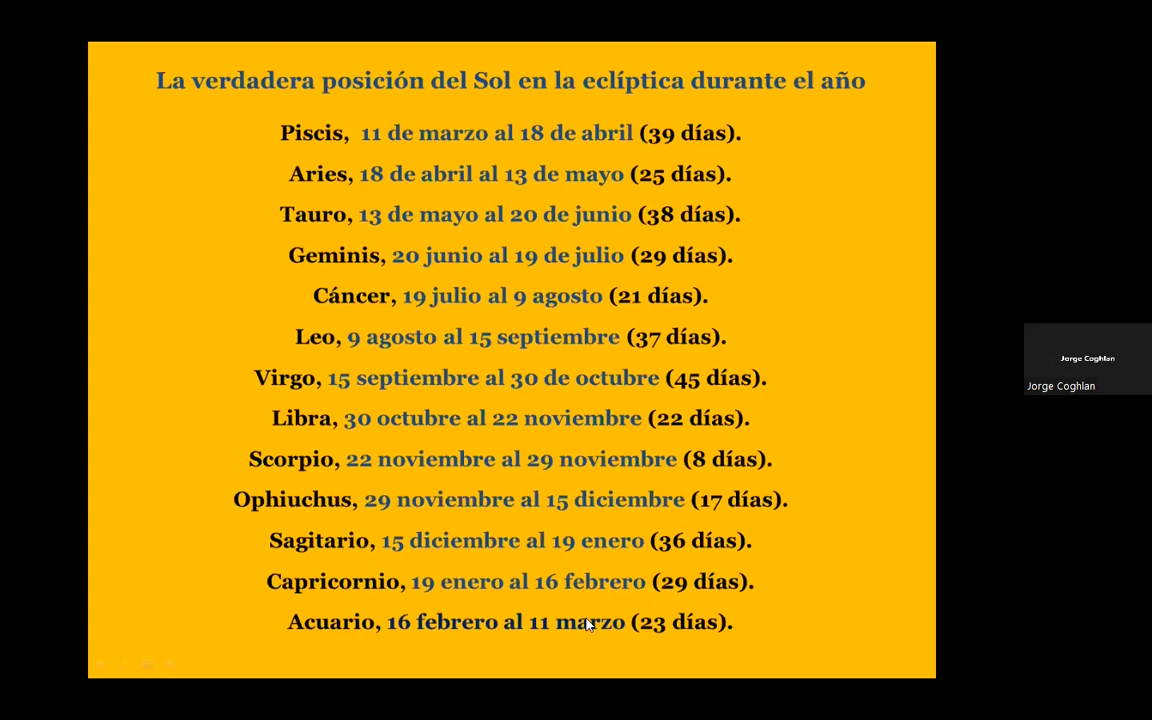 La verdadera posición del Sol en la eclíptica durante el año
Piscis, 11 de marzo al 18 de abril (39 días).
Aries, 18 de abril al 13 de mayo (25 días).
Tauro, 13 de mayo al 20 de junio (38 días).
Geminis, 20 junio al 19 de julio (29 días).
Cáncer, 19 julio al 9 agosto (21 días).
Leo, 9 agosto al 15 septiembre (37 días).
Virgo, 15 septiembre al 30 de octubre (45 días).
Libra, 30 octubre al 22 noviembre (22 días).
Scorpio, 22 noviembre al 29 noviembre (8 días).
Ophiuchus, 29 noviembre al 15 diciembre (17 días).
Sagitario, 15 diciembre al 19 enero (36 días).
Capricornio, 19 enero al 16 febrero (29 días).
Acuario, 16 febrero al 11 marzo (23 días).
Jorge Coghlan
Jorge Coghlan